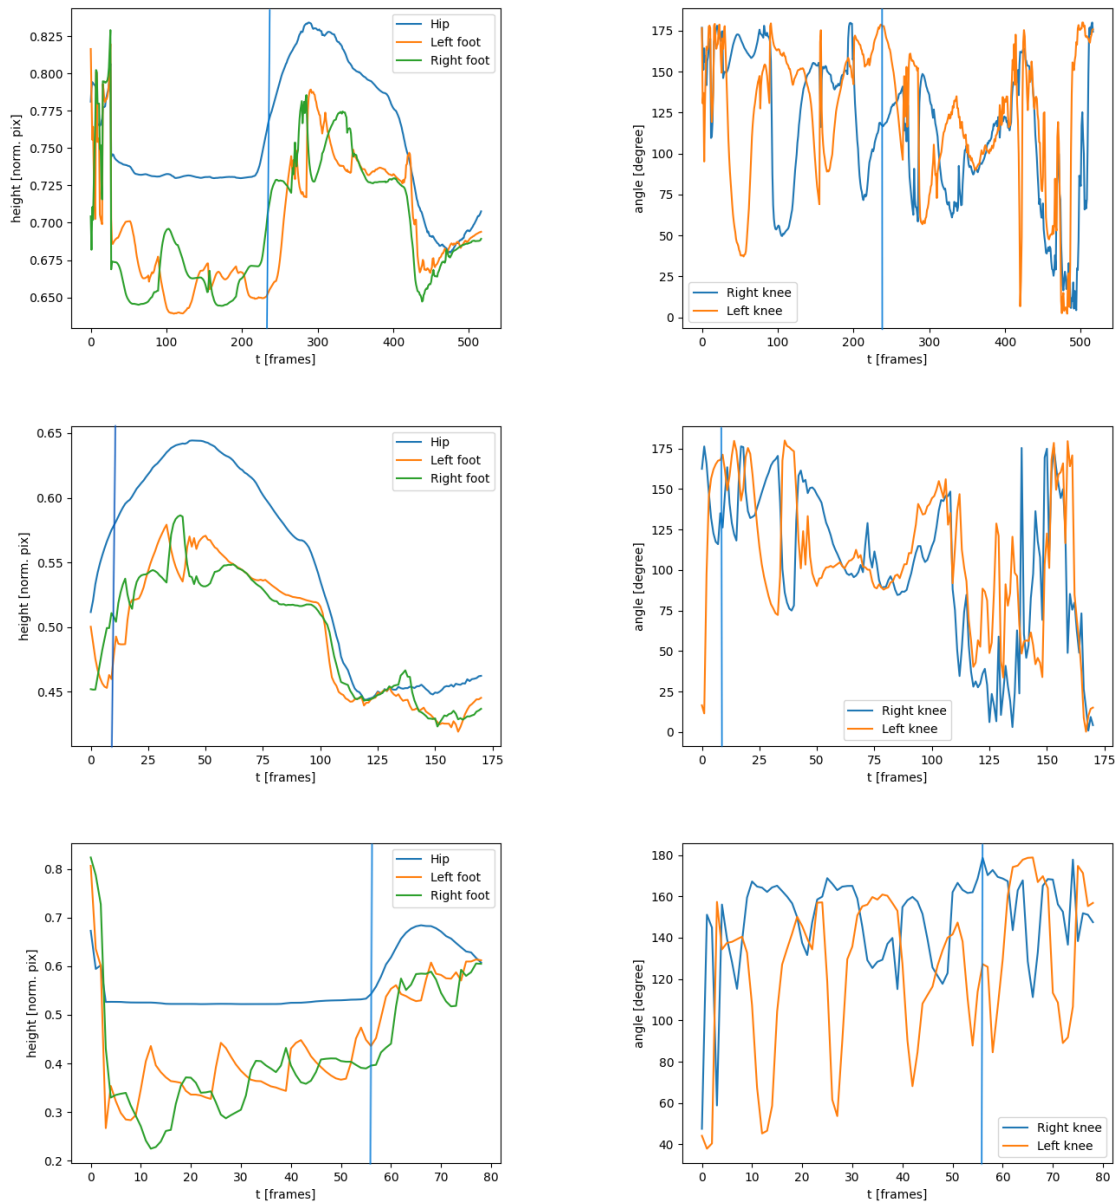 0.825
0.800
0.775
0.750
0.725
0.700
0.675
0.650
height [norm. pix]
Hip
Left foot
Right foot
0 100 200 300 400 500
t [frames]
175
150
125
100
75
50
25
0
angle [degree]
Right knee
Left knee
0 100 200 300 400 500
t [frames]
0.65
0.60
0.55
0.50
0.45
height [norm. pix]
Hip
Left foot
Right foot
0 25 50 75 100 125 150 175
t [frames]
175
150
125
100
75
50
25
0
angle [degree]
Right knee
Left knee
0 25 50 75 100 125 150 175
t [frames]
0.8
0.7
0.6
0.5
0.4
0.3
0.2
height [norm. pix]
Hip
Left foot
Right foot
0 10 20 30 40 50 60 70 80
t [frames]
180
160
140
120
100
80
60
40
angle [degree]
Right knee
Left knee
0 10 20 30 40 50 60 70 80
t [frames]